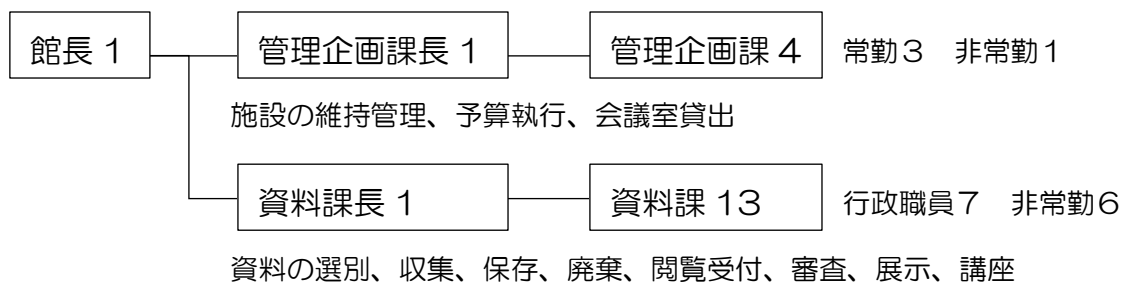 館長 1 管理企画課長 1 管理企画課 4 常勤３ 非常勤１
施設の維持管理、予算執行、会議室貸出
資料課長 1 資料課 13 行政職員７ 非常勤６
資料の選別、収集、保存、廃棄、閲覧受付、審査、展示、講座